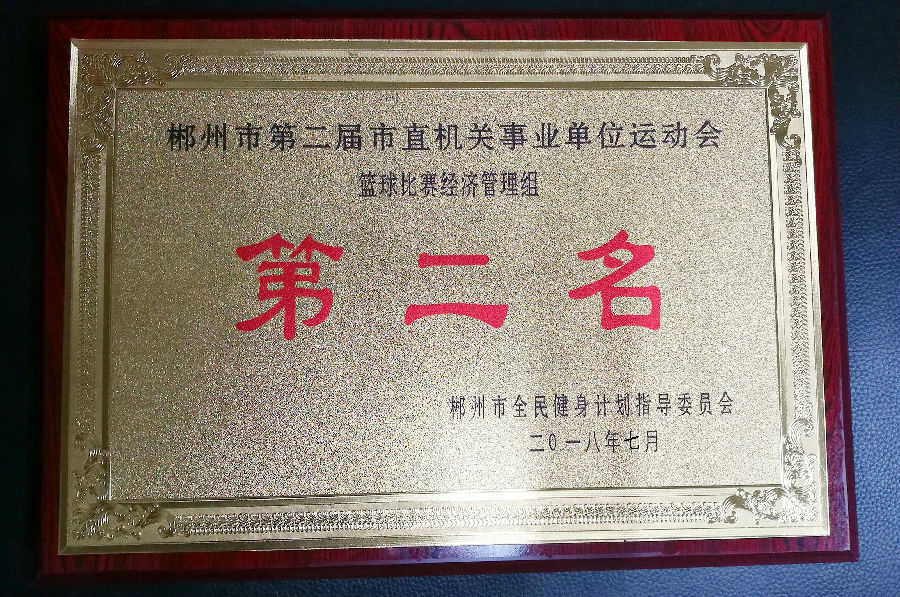 郴州市第二届市直机关事业单位运动会
篮球比赛经济管理组
第二名
郴州市全民健身计划指导委员会
二〇一八年七月